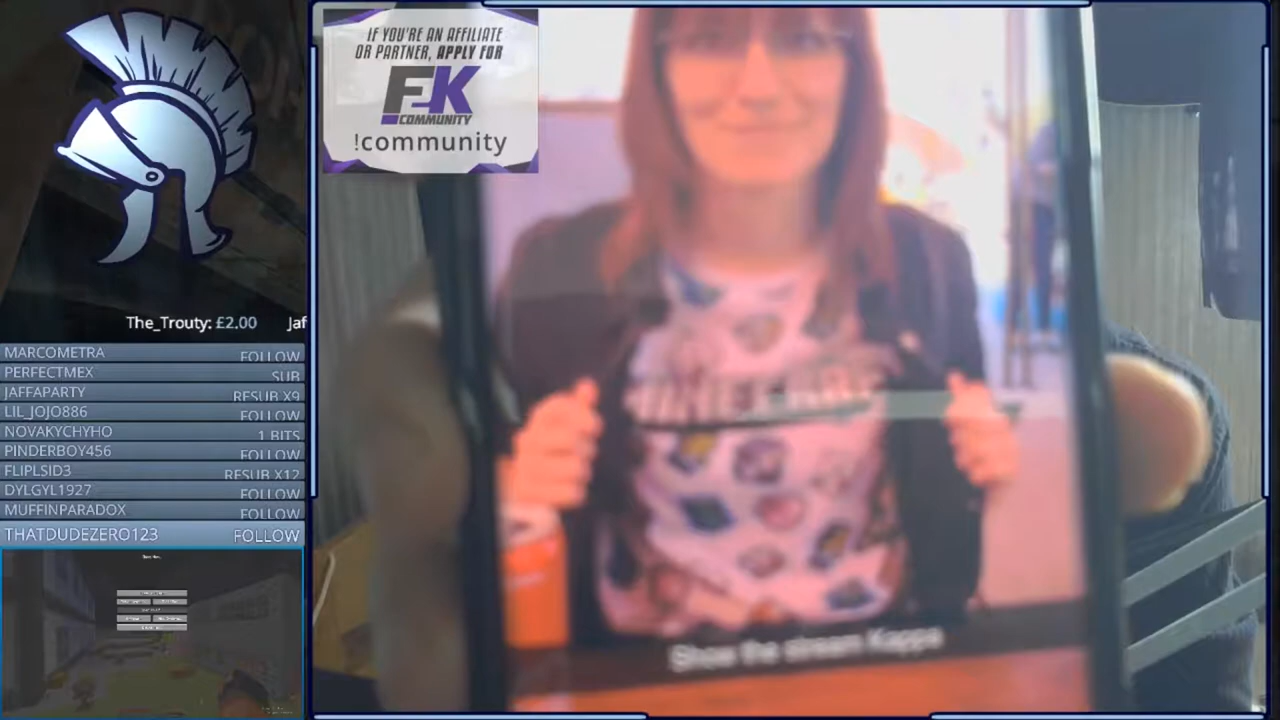 IF YOU'RE AN AFFILIATE
OR PARTNER, APPLY FOR
F2K
COMMUNITY
!community
The_Trouty: £2.00 Jaf
MARCOMETRA FOLLOW
PERFECTMEX SUB
JAFFAPARTY RESUB X9
LIL_JOJO886 FOLLOW
NOVAKYCHYHO 1 BITS
PINDERBOY456 FOLLOW
FLIPLSID3 RESUB X12
DYLGYL1927 FOLLOW
MUFFINPARADOX FOLLOW
THATDUDEZERO123 FOLLOW
MINECRAFT
Show the stream Kappa